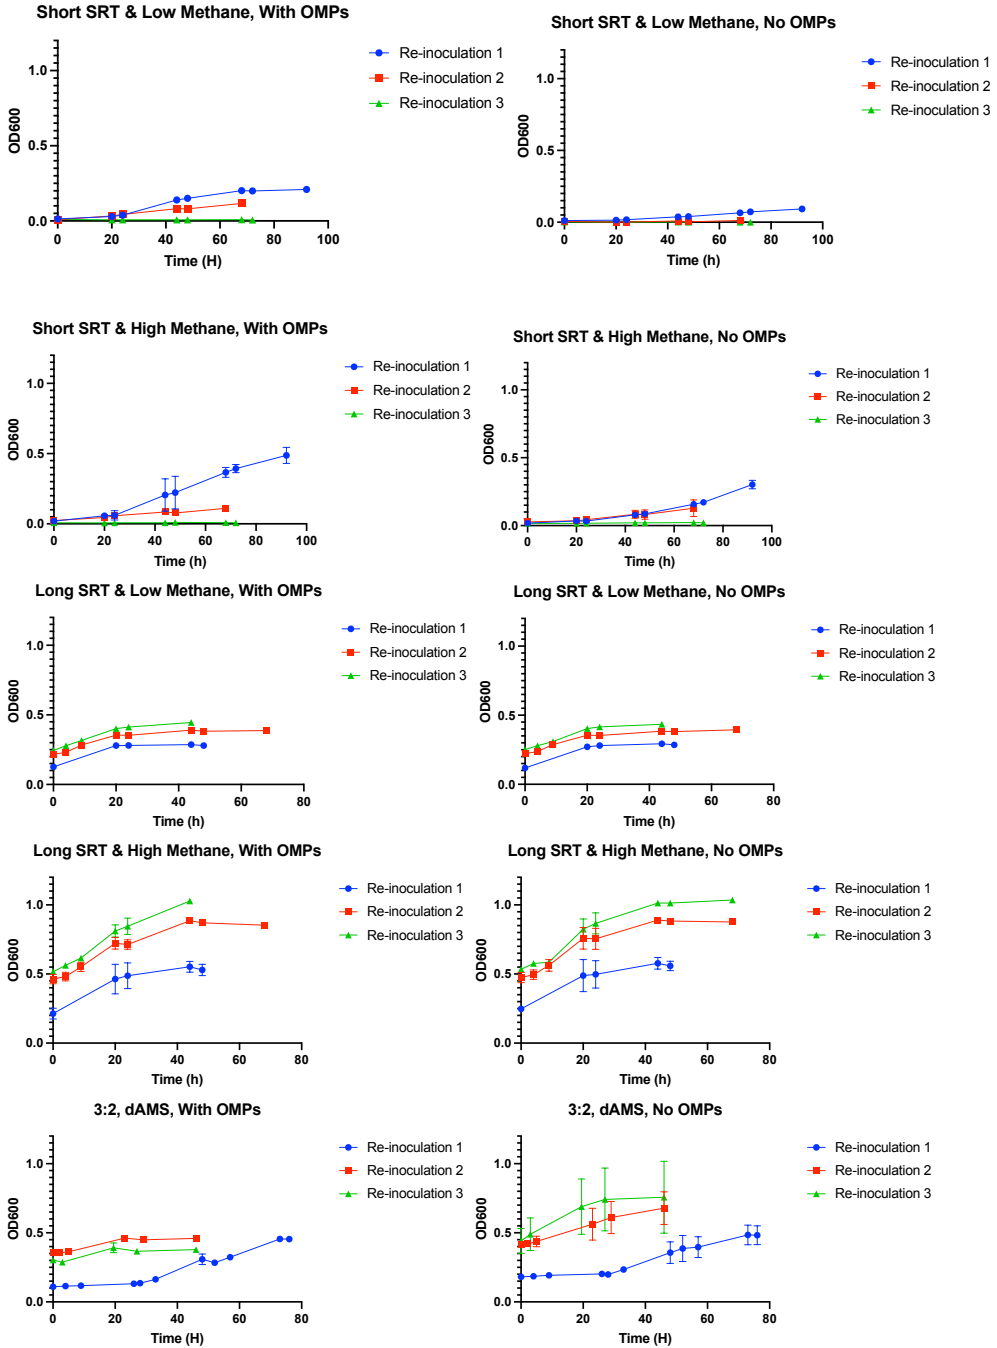 Short SRT & Low Methane, With OMPs
OD600
1.0
0.5
0.0
0 20 40 60 80 100
Time (H)
Re-inoculation 1
Re-inoculation 2
Re-inoculation 3
Short SRT & Low Methane, No OMPs
OD600
1.0
0.5
0.0
0 20 40 60 80 100
Time (h)
Re-inoculation 1
Re-inoculation 2
Re-inoculation 3
Short SRT & High Methane, With OMPs
OD600
1.0
0.5
0.0
0 20 40 60 80 100
Time (h)
Re-inoculation 1
Re-inoculation 2
Re-inoculation 3
Short SRT & High Methane, No OMPs
OD600
1.0
0.5
0.0
0 20 40 60 80 100
Time (h)
Re-inoculation 1
Re-inoculation 2
Re-inoculation 3
Long SRT & Low Methane, With OMPs
OD600
1.0
0.5
0.0
0 20 40 60 80
Time (h)
Re-inoculation 1
Re-inoculation 2
Re-inoculation 3
Long SRT & Low Methane, No OMPs
OD600
1.0
0.5
0.0
0 20 40 60 80
Time (h)
Re-inoculation 1
Re-inoculation 2
Re-inoculation 3
Long SRT & High Methane, With OMPs
OD600
1.0
0.5
0.0
0 20 40 60 80
Time (h)
Re-inoculation 1
Re-inoculation 2
Re-inoculation 3
Long SRT & High Methane, No OMPs
OD600
1.0
0.5
0.0
0 20 40 60 80
Time (h)
Re-inoculation 1
Re-inoculation 2
Re-inoculation 3
3:2, dAMS, With OMPs
OD600
1.0
0.5
0.0
0 20 40 60 80
Time (H)
Re-inoculation 1
Re-inoculation 2
Re-inoculation 3
3:2, dAMS, No OMPs
OD600
1.0
0.5
0.0
0 20 40 60 80
Time (H)
Re-inoculation 1
Re-inoculation 2
Re-inoculation 3